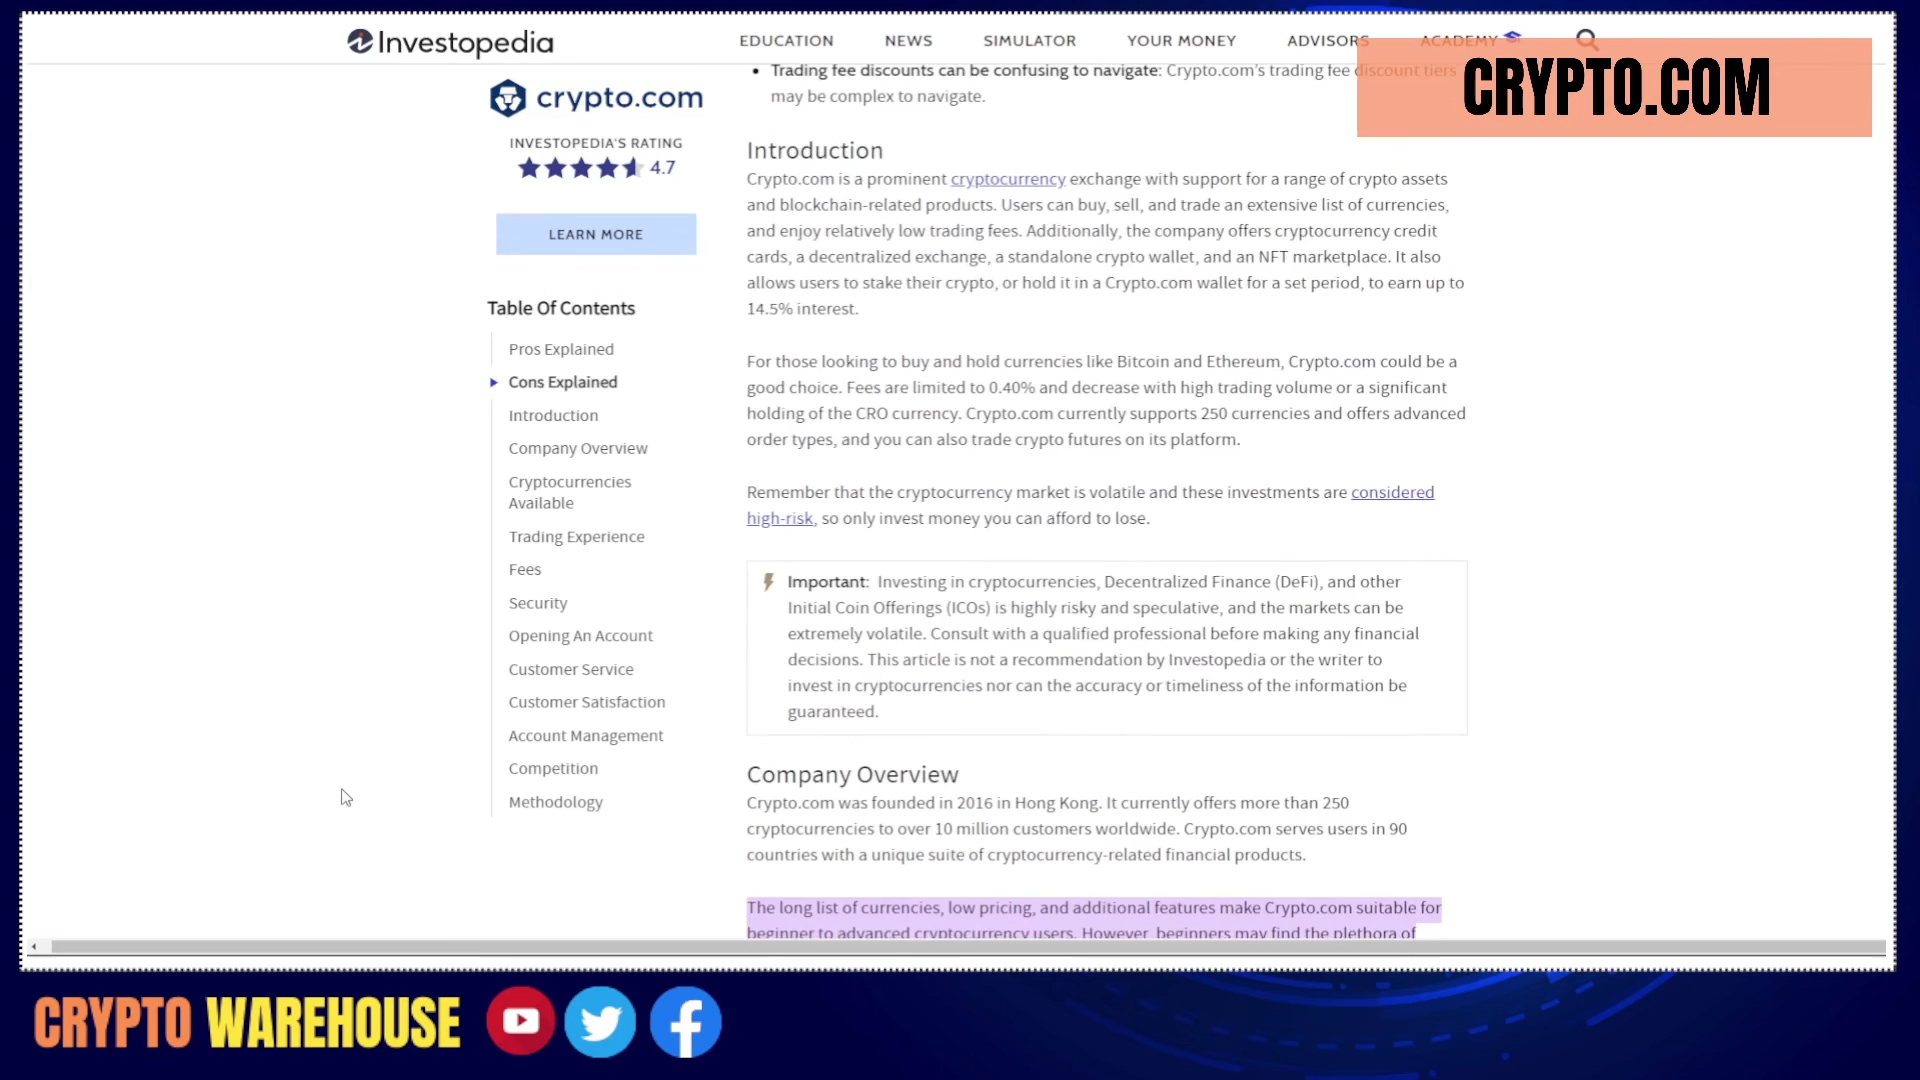 Investopedia
EDUCATION NEWS SIMULATOR YOUR MONEY ADVISORS ACADEMY
CRYPTO.COM
crypto.com
INVESTOPEDIA'S RATING
4.7
LEARN MORE
Table Of Contents
Pros Explained
Cons Explained
Introduction
Company Overview
Cryptocurrencies
Available
Trading Experience
Fees
Security
Opening An Account
Customer Service
Customer Satisfaction
Account Management
Competition
Methodology
• Trading fee discounts can be confusing to navigate: Crypto.com's trading fee discount tiers
may be complex to navigate.
Introduction
Crypto.com is a prominent cryptocurrency exchange with support for a range of crypto assets
and blockchain-related products. Users can buy, sell, and trade an extensive list of currencies,
and enjoy relatively low trading fees. Additionally, the company offers cryptocurrency credit
cards, a decentralized exchange, a standalone crypto wallet, and an NFT marketplace. It also
allows users to stake their crypto, or hold it in a Crypto.com wallet for a set period, to earn up to
14.5% interest.
For those looking to buy and hold currencies like Bitcoin and Ethereum, Crypto.com could be a
good choice. Fees are limited to 0.40% and decrease with high trading volume or a significant
holding of the CRO currency. Crypto.com currently supports 250 currencies and offers advanced
order types, and you can also trade crypto futures on its platform.
Remember that the cryptocurrency market is volatile and these investments are considered
high-risk, so only invest money you can afford to lose.
Important: Investing in cryptocurrencies, Decentralized Finance (DeFi), and other
Initial Coin Offerings (ICOs) is highly risky and speculative, and the markets can be
extremely volatile. Consult with a qualified professional before making any financial
decisions. This article is not a recommendation by Investopedia or the writer to
invest in cryptocurrencies nor can the accuracy or timeliness of the information be
guaranteed.
Company Overview
Crypto.com was founded in 2016 in Hong Kong. It currently offers more than 250
cryptocurrencies to over 10 million customers worldwide. Crypto.com serves users in 90
countries with a unique suite of cryptocurrency-related financial products.
The long list of currencies, low pricing, and additional features make Crypto.com suitable for
beginner to advanced cryptocurrency users. However, beginners may find the plethora of
CRYPTO WAREHOUSE